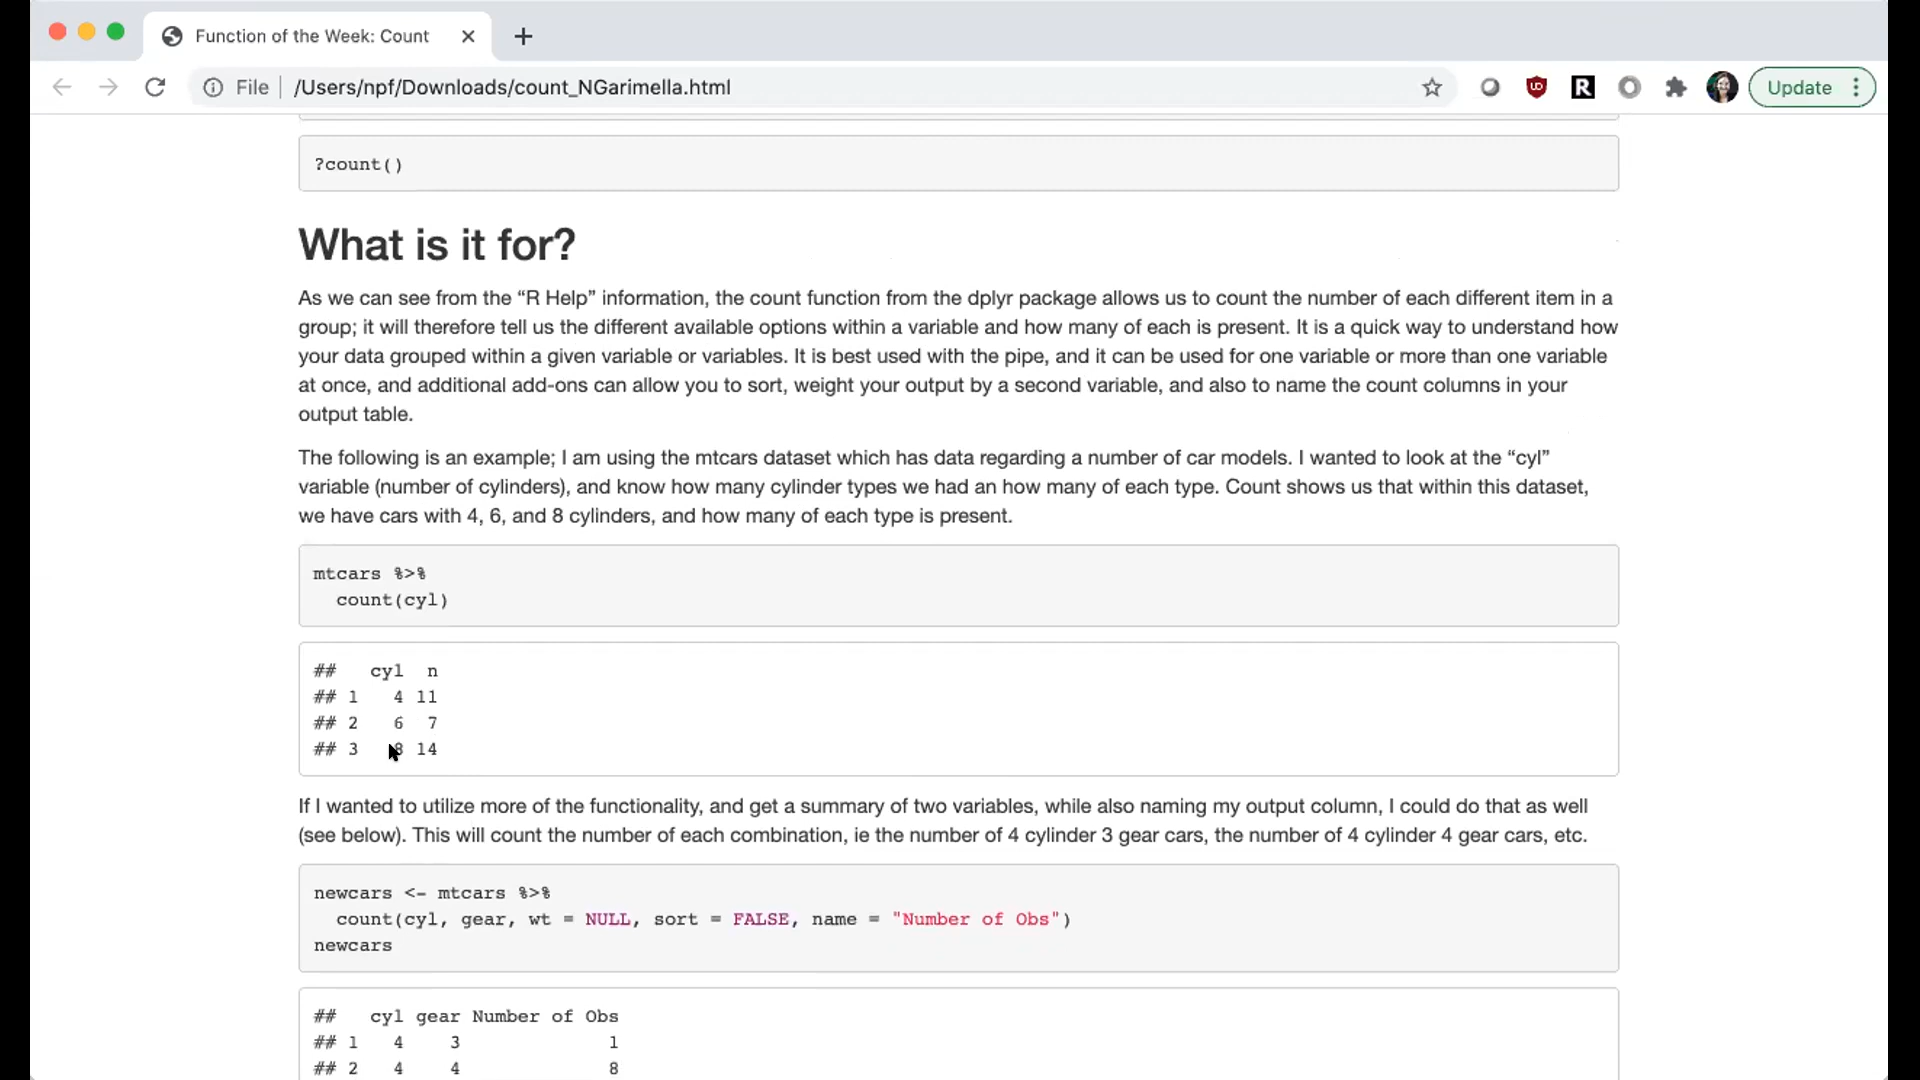 Function of the Week: Count
File
/Users/npf/Downloads/count_NGarimella.html
R
Update
?count()
What is it for?
As we can see from the “R Help” information, the count function from the dplyr package allows us to count the number of each different item in a
group; it will therefore tell us the different available options within a variable and how many of each is present. It is a quick way to understand how
your data grouped within a given variable or variables. It is best used with the pipe, and it can be used for one variable or more than one variable
at once, and additional add-ons can allow you to sort, weight your output by a second variable, and also to name the count columns in your
output table.
The following is an example; I am using the mtcars dataset which has data regarding a number of car models. I wanted to look at the “cyl”
variable (number of cylinders), and know how many cylinder types we had an how many of each type. Count shows us that within this dataset,
we have cars with 4, 6, and 8 cylinders, and how many of each type is present.
mtcars %>%
  count(cyl)
##   cyl  n
## 1   4 11
## 2   6  7
## 3   8 14
If I wanted to utilize more of the functionality, and get a summary of two variables, while also naming my output column, I could do that as well
(see below). This will count the number of each combination, ie the number of 4 cylinder 3 gear cars, the number of 4 cylinder 4 gear cars, etc.
newcars <- mtcars %>%
  count(cyl, gear, wt = NULL, sort = FALSE, name = "Number of Obs")
newcars
##   cyl gear Number of Obs
## 1   4    3             1
## 2   4    4             8